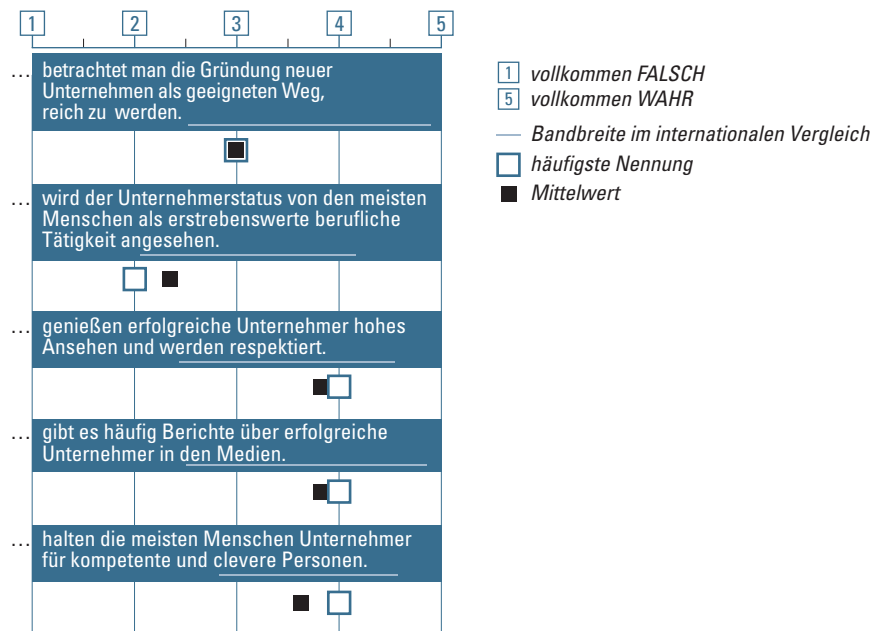 1 2 3 4 5
… betrachtet man die Gründung neuer
Unternehmen als geeigneten Weg,
reich zu werden.
… wird der Unternehmerstatus von den meisten
Menschen als erstrebenswerte berufliche
Tätigkeit angesehen.
… genießen erfolgreiche Unternehmer hohes
Ansehen und werden respektiert.
… gibt es häufig Berichte über erfolgreiche
Unternehmer in den Medien.
… halten die meisten Menschen Unternehmer
für kompetente und clevere Personen.
1 vollkommen FALSCH
5 vollkommen WAHR
Bandbreite im internationalen Vergleich
häufigste Nennung
Mittelwert